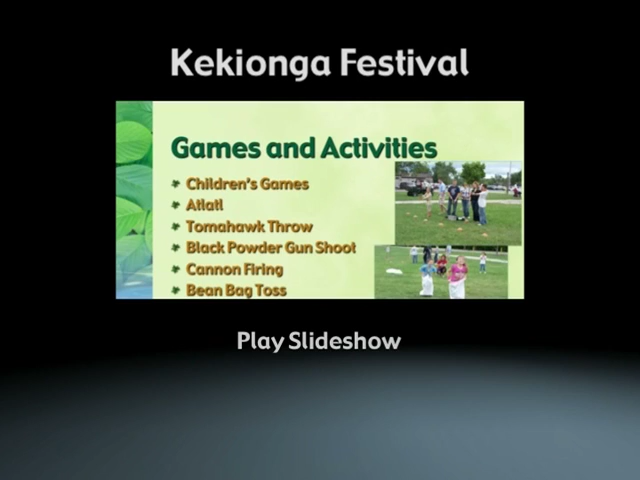 Kekionga Festival
Games and Activities
Children's Games
Atlatl
Tomahawk Throw
Black Powder Gun Shoot
Cannon Firing
Bean Bag Toss
Play Slideshow